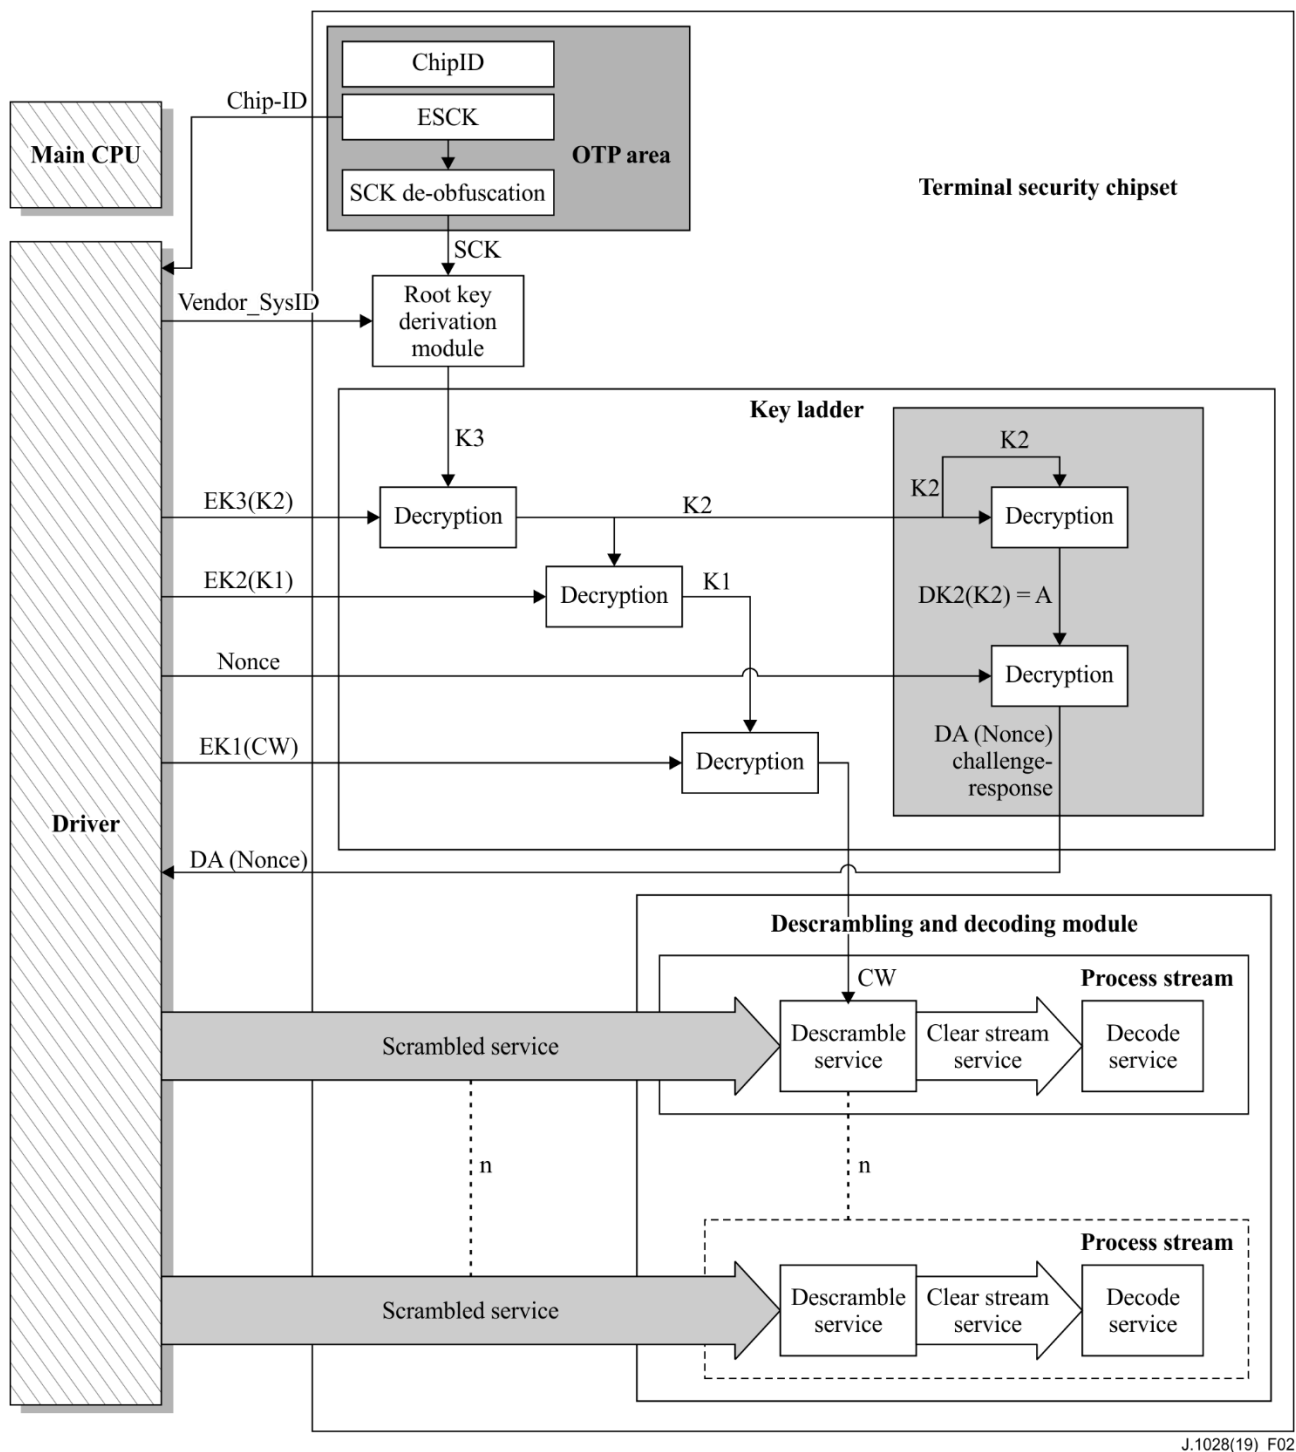 ChipID
Chip-ID
ESCK
Main CPU
OTP area
SCK de-obfuscation
Terminal security chipset
SCK
Vendor_SysID
Root key
derivation
module
Key ladder
K3
K2
EK3(K2)
Decryption
K2
K2
Decryption
EK2(K1)
Decryption
K1
DK2(K2) = A
Nonce
Decryption
EK1(CW)
Decryption
DA (Nonce)
challenge-
response
Driver
DA (Nonce)
Descrambling and decoding module
CW
Process stream
Scrambled service
Descramble
service
Clear stream
service
Decode
service
n
n
Process stream
Scrambled service
Descramble
service
Clear stream
service
Decode
service
J.1028(19)_F02